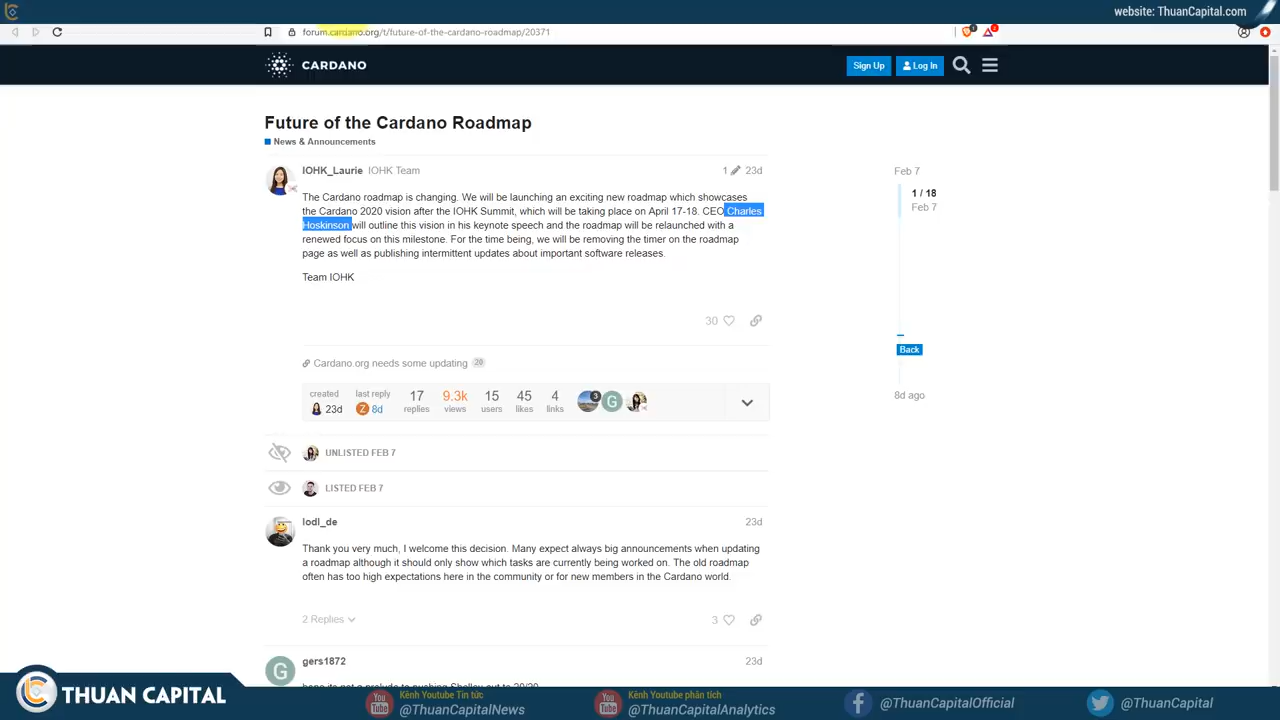 website: ThuanCapital.com
forum.cardano.org/t/future-of-the-cardano-roadmap/20371
CARDANO
Sign Up
Log In
Future of the Cardano Roadmap
News & Announcements
IOHK_Laurie IOHK Team
1 23d
The Cardano roadmap is changing. We will be launching an exciting new roadmap which showcases
the Cardano 2020 vision after the IOHK Summit, which will be taking place on April 17-18. CEO Charles
Hoskinson will outline this vision in his keynote speech and the roadmap will be relaunched with a
renewed focus on this milestone. For the time being, we will be removing the timer on the roadmap
page as well as publishing intermittent updates about important software releases.
Team IOHK
30
Feb 7
1 / 18
Feb 7
Back
8d ago
Cardano.org needs some updating 20
created last reply 17 9.3k 15 45 4 3 G
23d Z 8d replies views users likes links
UNLISTED FEB 7
LISTED FEB 7
lodl_de
23d
Thank you very much, I welcome this decision. Many expect always big announcements when updating
a roadmap although it should only show which tasks are currently being worked on. The old roadmap
often has too high expectations here in the community or for new members in the Cardano world.
2 Replies
3
G gers1872
23d
THUAN CAPITAL
You Tube
Kênh Youtube Tin tức
@ThuanCapitalNews
You Tube
Kênh Youtube phân tích
@ThuanCapitalAnalytics
@ThuanCapitalOfficial
@ThuanCapital